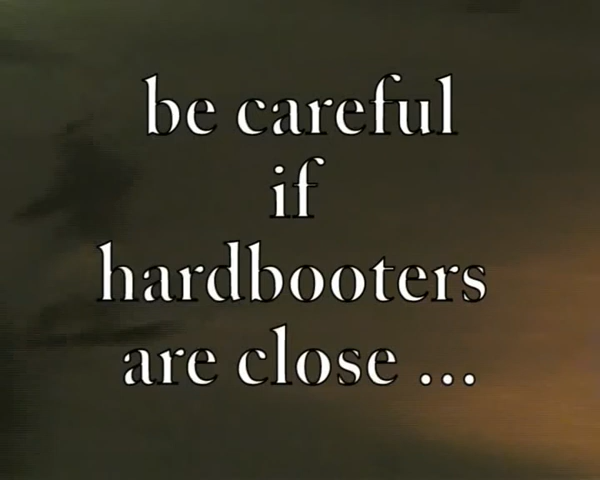 be careful
if
hardbooters
are close ...